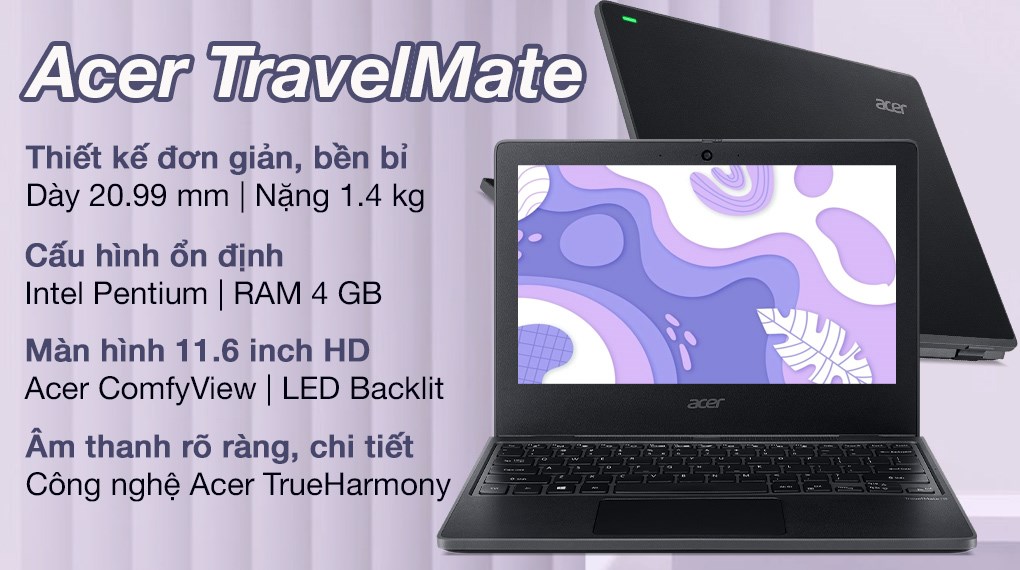 Acer TravelMate
Thiết kế đơn giản, bền bỉ
Dày 20.99 mm | Nặng 1.4 kg
Cấu hình ổn định
Intel Pentium | RAM 4 GB
Màn hình 11.6 inch HD
Acer ComfyView | LED Backlit
Âm thanh rõ ràng, chi tiết
Công nghệ Acer TrueHarmony
acer
acer